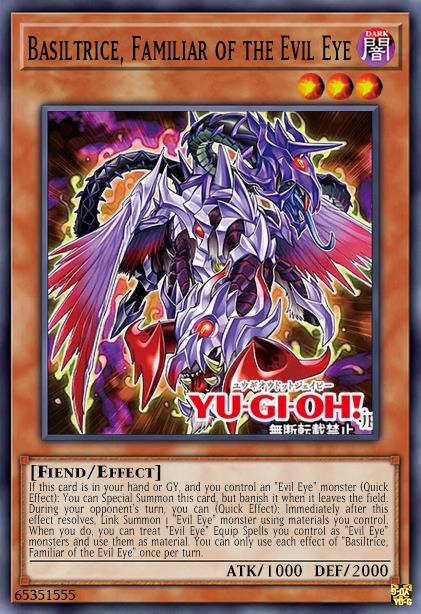 Basiltrice, Familiar of the Evil Eye
DARK
闇
ユウギオウドットジェイピー
YU-GI-OH!
無断転載禁止
[Fiend/Effect]
If this card is in your hand or GY, and you control an "Evil Eye" monster (Quick
Effect): You can Special Summon this card, but banish it when it leaves the field.
During your opponent's turn, you can (Quick Effect): Immediately after this
effect resolves, Link Summon 1 "Evil Eye" monster using materials you control.
When you do, you can treat "Evil Eye" Equip Spells you control as "Evil Eye"
monsters and use them as material. You can only use each effect of "Basiltrice,
Familiar of the Evil Eye" once per turn.
ATK/1000 DEF/2000
65351555